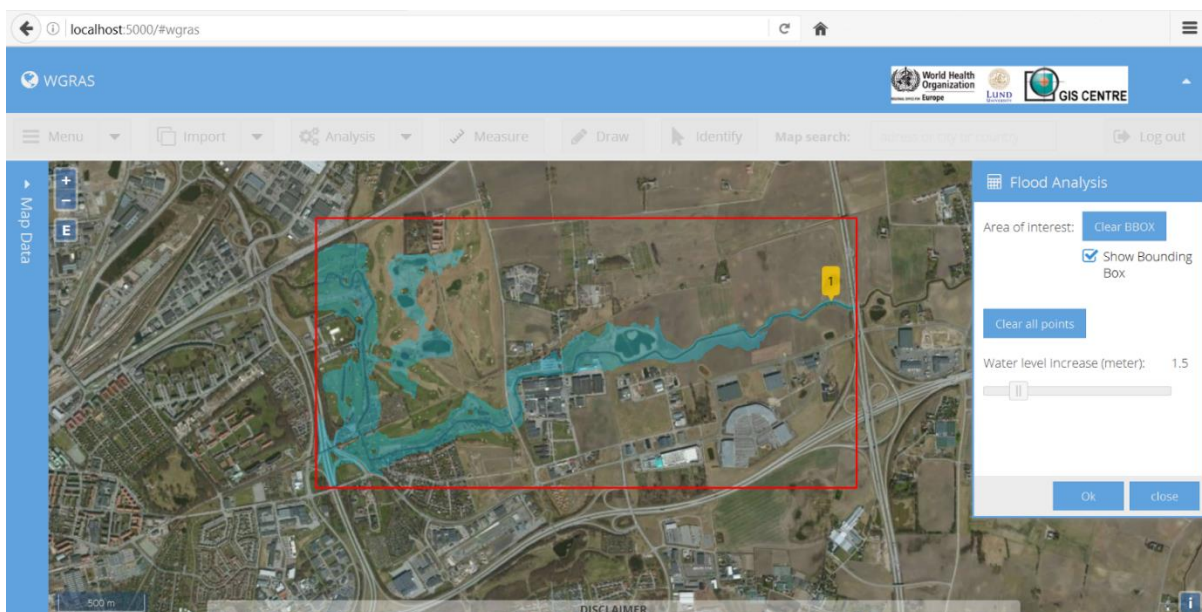 localhost:5000/#wgras
WGRAS
World Health
Organization
Europe
LUND
UNIVERSITY
GIS CENTRE
Menu
Import
Analysis
Measure
Draw
Identify
Map search:
Log out
Map Data
+
−
E
1
Flood Analysis
Area of Interest:
Clear BBOX
Show Bounding
Box
Clear all points
Water level increase (meter):
1.5
Ok
close
500 m
DISCLAIMER
i